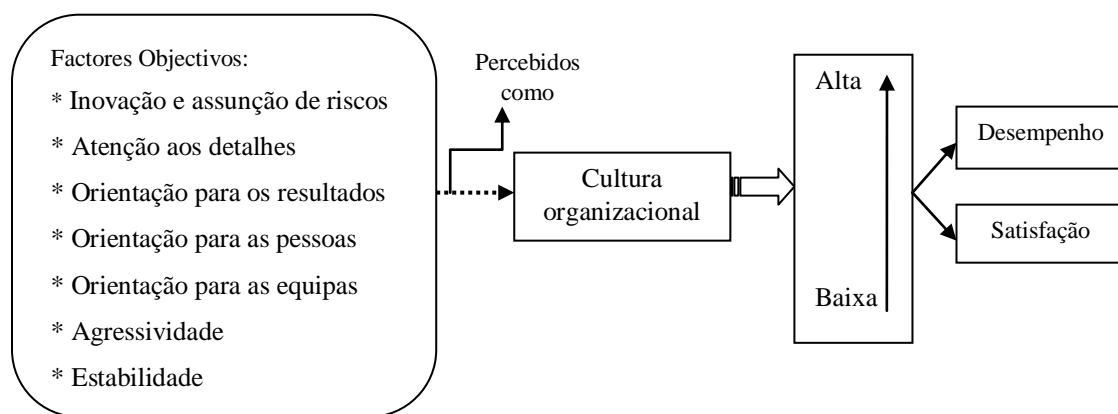 Factores Objectivos:
* Inovação e assunção de riscos
* Atenção aos detalhes
* Orientação para os resultados
* Orientação para as pessoas
* Orientação para as equipas
* Agressividade
* Estabilidade
Percebidos
como
Cultura
organizacional
Alta
Baixa
Desempenho
Satisfação